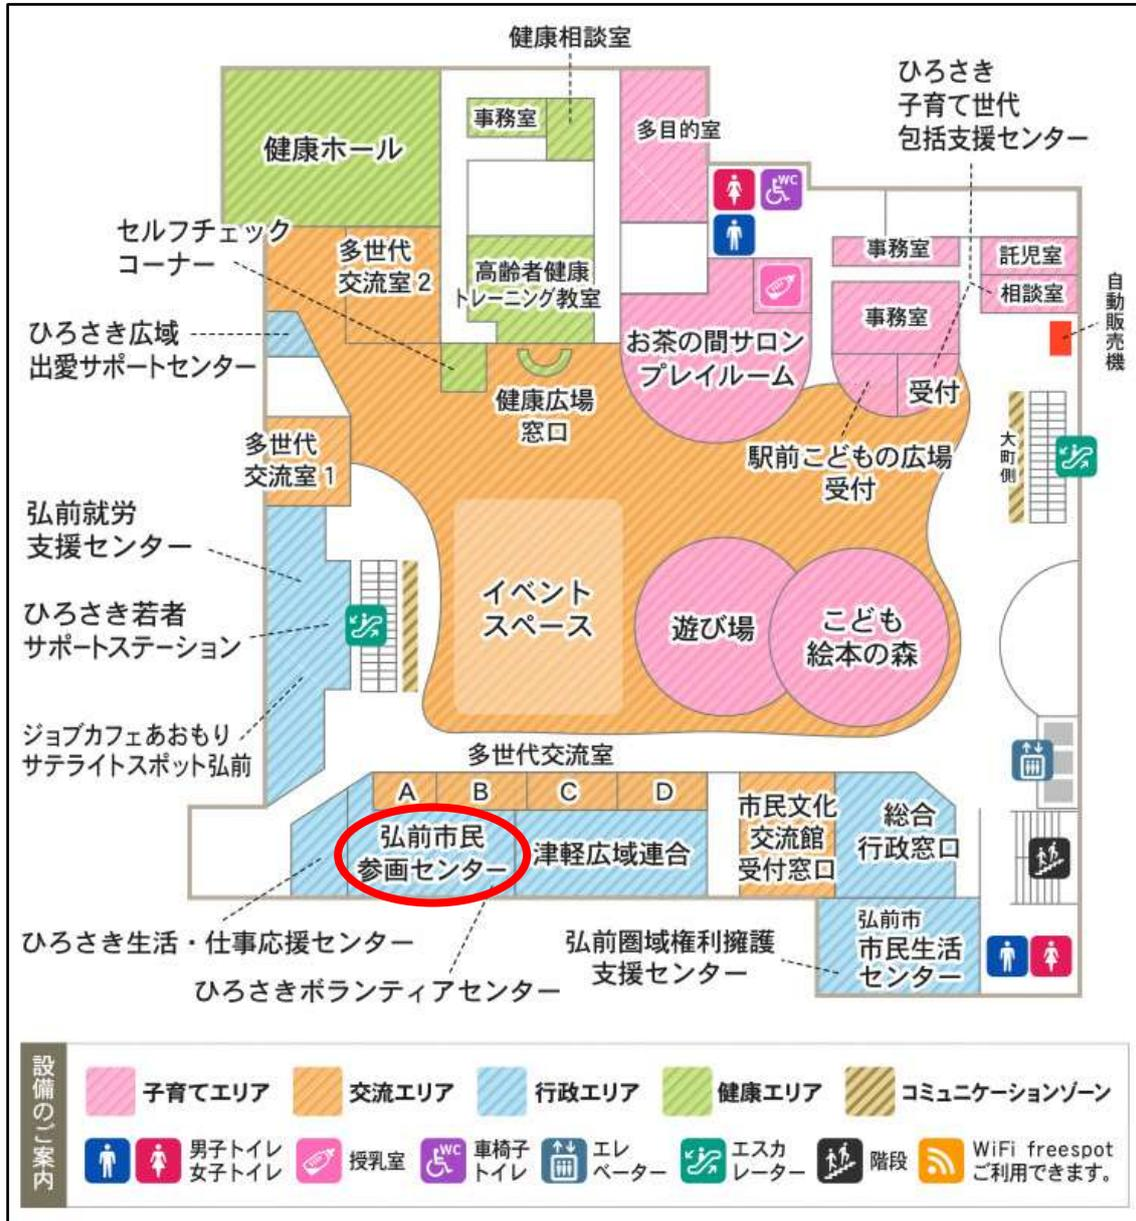 健康相談室
ひろさき
子育て世代
包括支援センター
健康ホール
事務室
多目的室
WC
セルフチェック
コーナー
多世代
交流室2
高齢者健康
トレーニング教室
事務室
託児室
相談室
自動販売機
ひろさき広域
出愛サポートセンター
お茶の間サロン
プレイルーム
事務室
受付
健康広場
窓口
駅前こどもの広場
受付
大町側
多世代
交流室1
弘前就労
支援センター
イベント
スペース
遊び場
こども
絵本の森
ひろさき若者
サポートステーション
ジョブカフェあおもり
サテライトスポット弘前
多世代交流室
A
B
C
D
弘前市民
参画センター
津軽広域連合
市民文化
交流館
受付窓口
総合
行政窓口
ひろさき生活・仕事応援センター
ひろさきボランティアセンター
弘前圏域権利擁護
支援センター
弘前市
市民生活
センター
設備のご案内
子育てエリア
交流エリア
行政エリア
健康エリア
コミュニケーションゾーン
男子トイレ
女子トイレ
授乳室
WC
車椅子
トイレ
エレ
ベーター
エスカ
レーター
階段
WiFi freespot
ご利用できます。